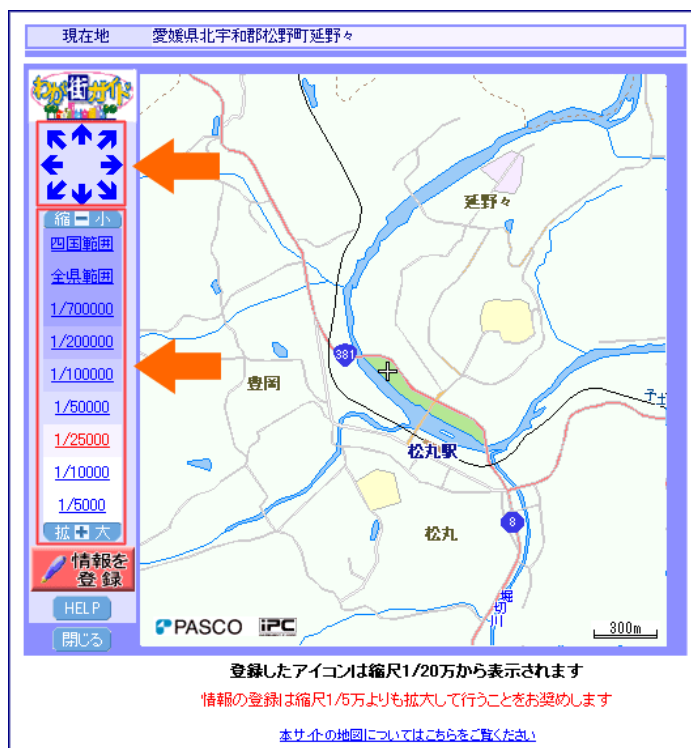 現在地 愛媛県北宇和郡松野町延野々
わが街ガイド
縮 小
四国範囲
全県範囲
1/700000
1/200000
1/100000
1/50000
1/25000
1/10000
1/5000
拡 大
情報を
登録
HELP
閉じる
延野々
381
豊岡
松丸駅
松丸
8
PASCO iPC
300m
登録したアイコンは縮尺1/20万から表示されます
情報の登録は縮尺1/5万よりも拡大して行うことをお奨めします
本サイトの地図についてはこちらをご覧ください